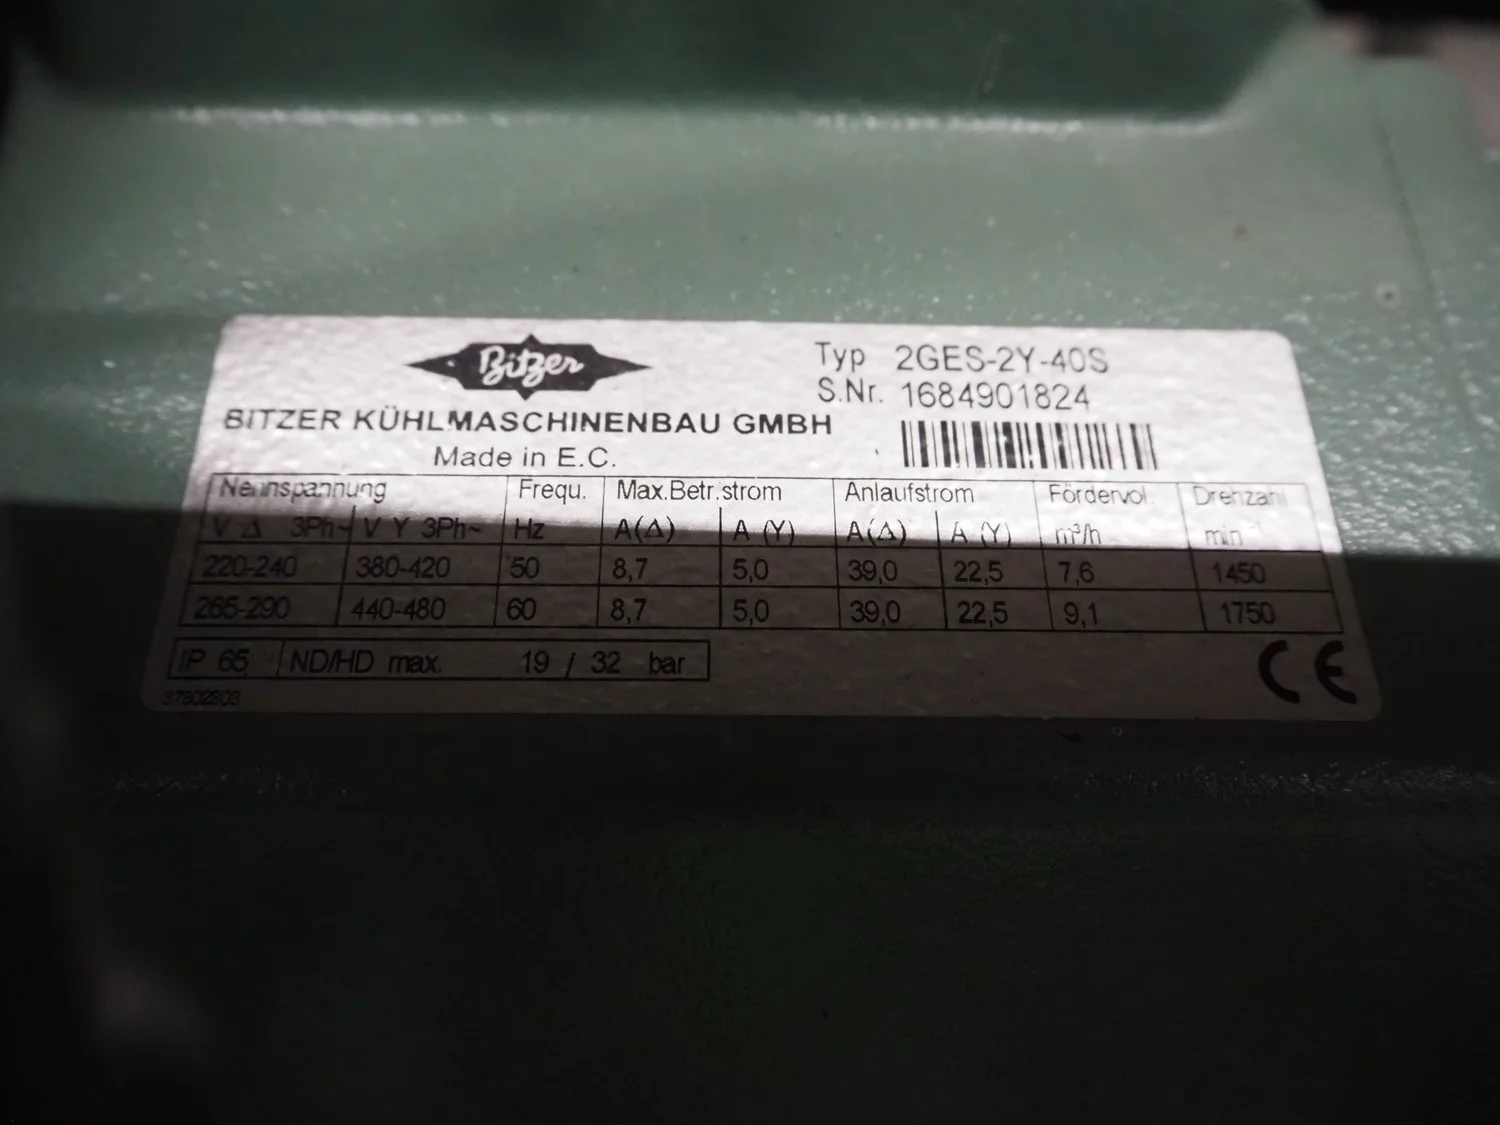 Bitzer
Typ 2GES-2Y-40S
S.Nr. 1684901824
BITZER KÜHLMASCHINENBAU GMBH
Made in E.C.
Nennspannung Frequ. Max.Betr.strom Anlaufstrom Fördervol. Drehzahl
V Δ 3Ph~ V Y 3Ph~ Hz A(Δ) A (Y) A(Δ) A (Y) m³/h min⁻¹
220-240 380-420 50 8,7 5,0 39,0 22,5 7,6 1450
265-290 440-480 60 8,7 5,0 39,0 22,5 9,1 1750
IP 65 ND/HD max. 19 / 32 bar
CE
37902203